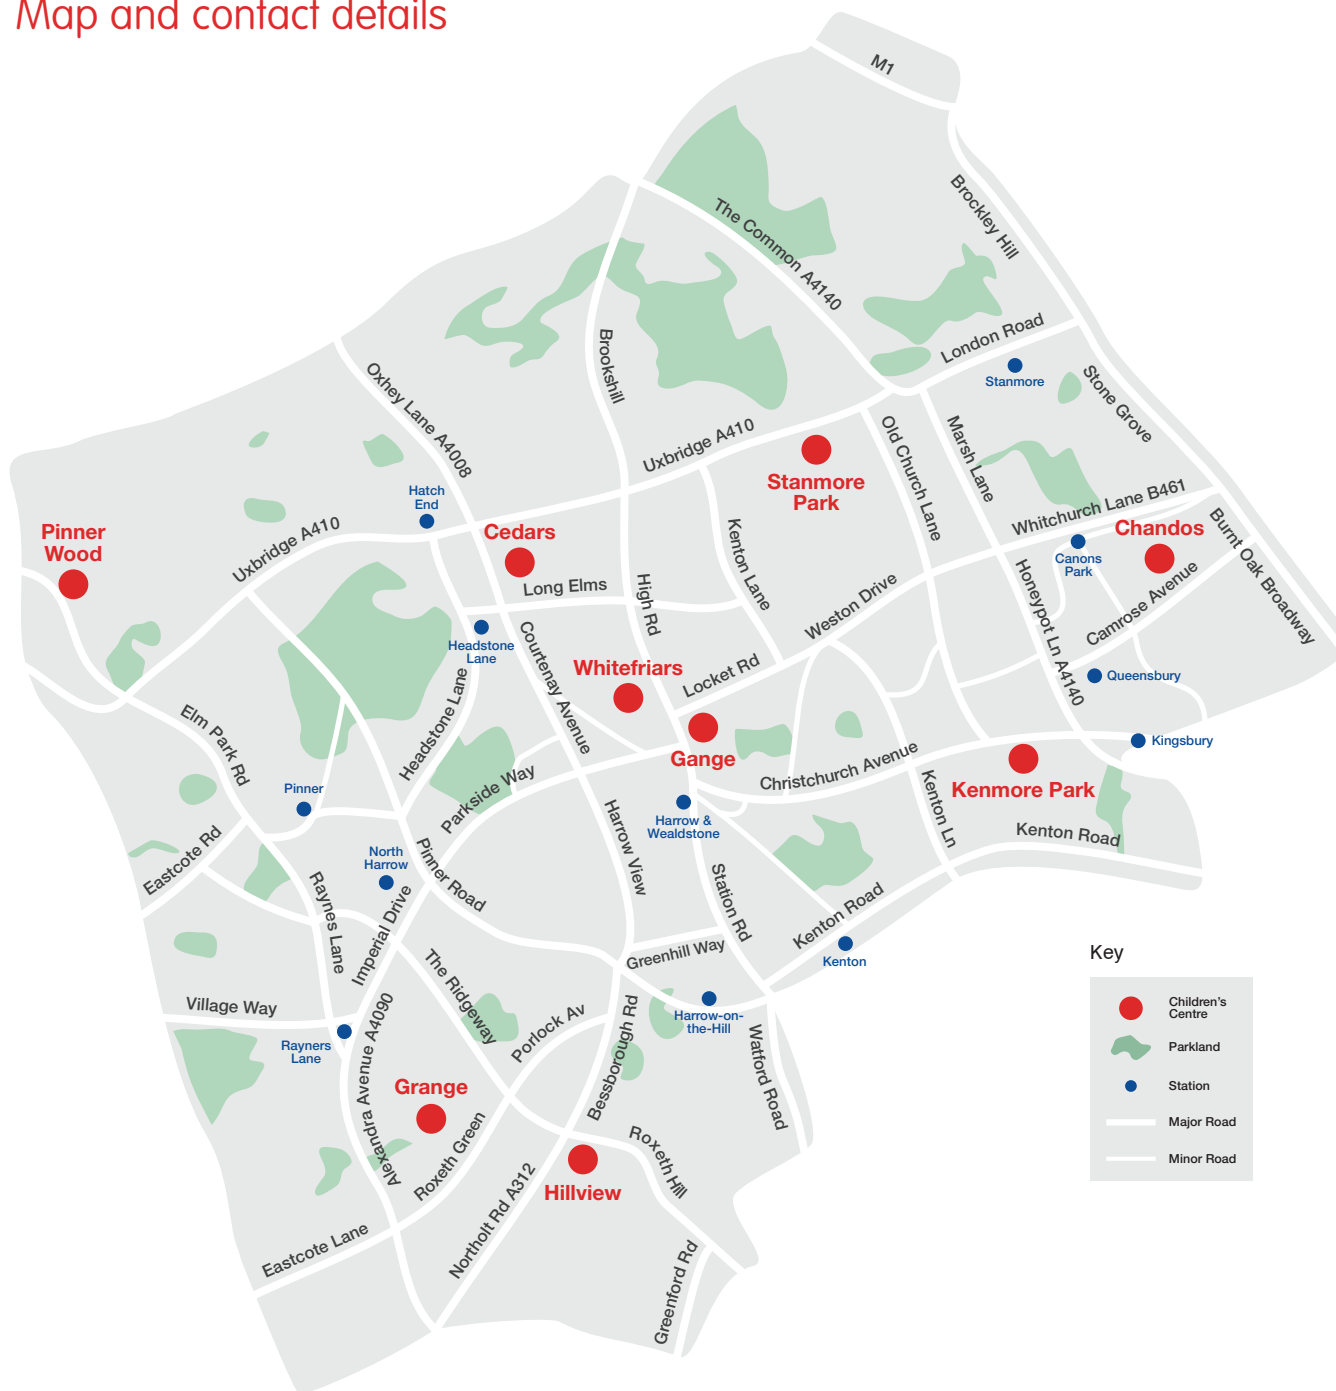 Map and contact details
M1
Brockley Hill
The Common A4140
London Road
Stanmore
Stone Grove
Brookshill
Oxhey Lane A4008
Uxbridge A410
Old Church Lane
Marsh Lane
Stanmore
Park
Whitchurch Lane B461
Chandos
Burnt Oak Broadway
Hatch
End
Cedars
Pinner
Wood
Uxbridge A410
Kenton Lane
Canons
Park
Long Elms
High Rd
Weston Drive
Honeypot Ln A4140
Camrose Avenue
Headstone
Lane
Courtenay Avenue
Whitefriars
Locket Rd
Queensbury
Headstone Lane
Elm Park Rd
Gange
Kingsbury
Christchurch Avenue
Kenmore Park
Pinner
Parkside Way
Harrow &
Wealdstone
Kenton Ln
Kenton Road
Eastcote Rd
North
Harrow
Pinner Road
Harrow View
Station Rd
Raynes Lane
Imperial Drive
Kenton Road
Kenton
Greenhill Way
The Ridgeway
Village Way
Harrow-on-
the-Hill
Rayners
Lane
Alexandra Avenue A4090
Porlock Av
Bessborough Rd
Watford Road
Grange
Roxeth Green
Roxeth Hill
Hillview
Northolt Rd A312
Eastcote Lane
Greenford Rd
Key
Children's
Centre
Parkland
Station
Major Road
Minor Road